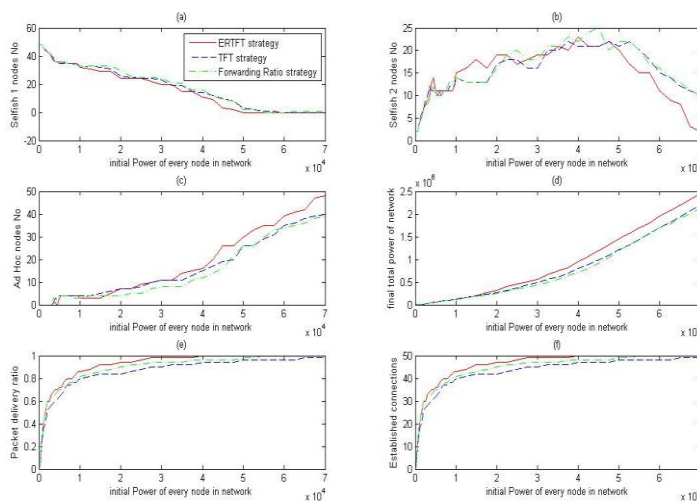 (a)
Selfish 1 nodes No
60
40
20
0
-20
0 1 2 3 4 5 6 7
x 10^4
initial Power of every node in network
ERTFT strategy
TFT strategy
Forwarding Ratio strategy
(b)
Selfish 2 nodes No
25
20
15
10
5
0
0 1 2 3 4 5 6
x 10^4
initial Power of every node in network
(c)
Ad Hoc nodes No
50
40
30
20
10
0
0 1 2 3 4 5 6 7
x 10^4
initial Power of every node in network
(d)
final total power of network
x 10^6
2.5
2
1.5
1
0.5
0
0 1 2 3 4 5 6
x 10^4
initial Power of every node in network
(e)
Packet delivery ratio
1
0.8
0.6
0.4
0.2
0
0 1 2 3 4 5 6 7
x 10^4
initial Power of every node in network
(f)
Established connections
50
40
30
20
10
0
0 1 2 3 4 5 6
x 10^4
initial Power of every node in network